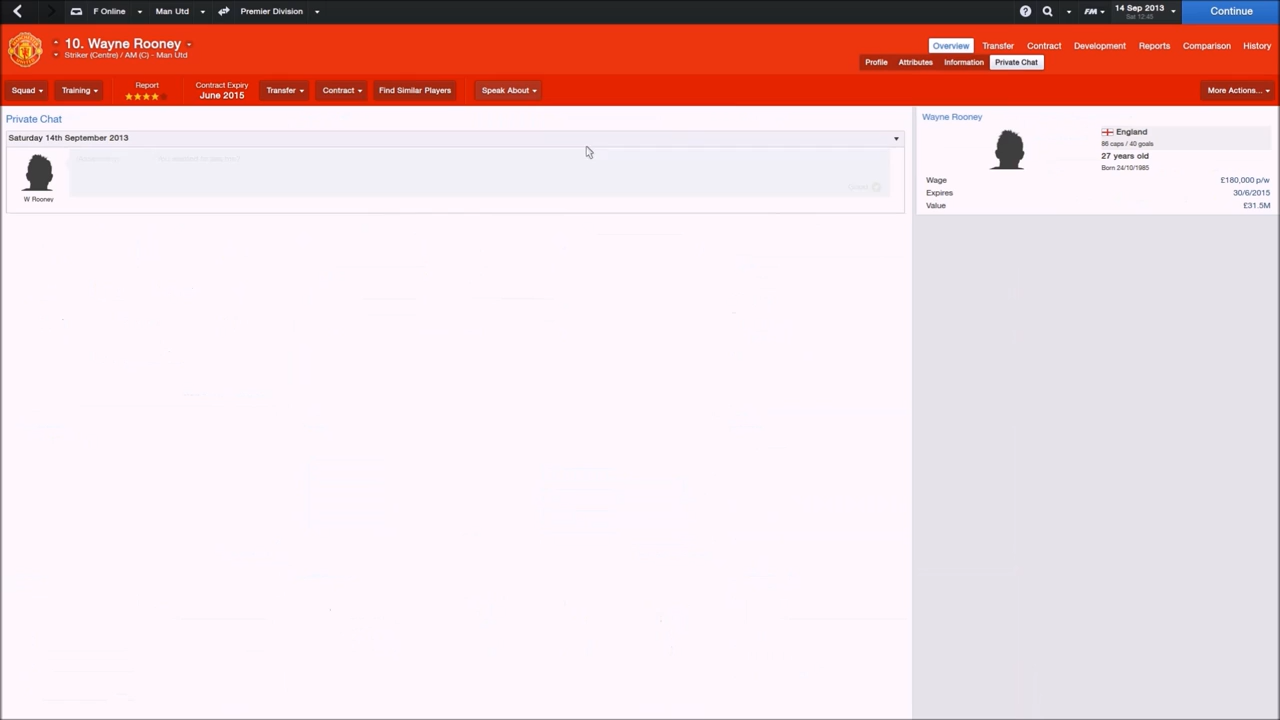 F Online
Man Utd
Premier Division
?
FM
14 Sep 2013
Sat 12:45
Continue
10. Wayne Rooney
Striker (Centre) / AM (C) - Man Utd
Overview
Transfer
Contract
Development
Reports
Comparison
History
Profile
Attributes
Information
Private Chat
Squad
Training
Report
Contract Expiry
June 2015
Transfer
Contract
Find Similar Players
Speak About
More Actions...
Private Chat
Saturday 14th September 2013
W Rooney
Wayne Rooney
England
86 caps / 40 goals
27 years old
Born 24/10/1985
Wage £180,000 p/w
Expires 30/6/2015
Value £31.5M